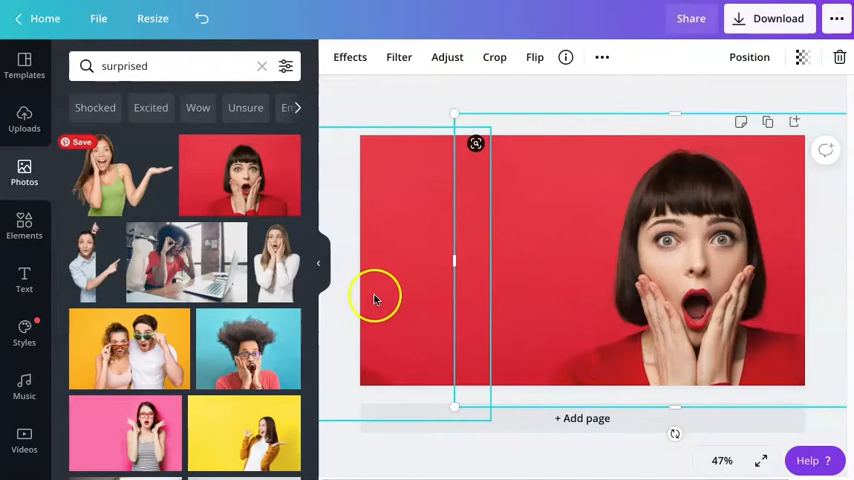 Home File Resize Share Download
Templates
Uploads
Photos
Elements
Text
Styles
Music
Videos
surprised
Shocked Excited Wow Unsure
Save
Effects Filter Adjust Crop Flip Position
+ Add page
47% Help ?